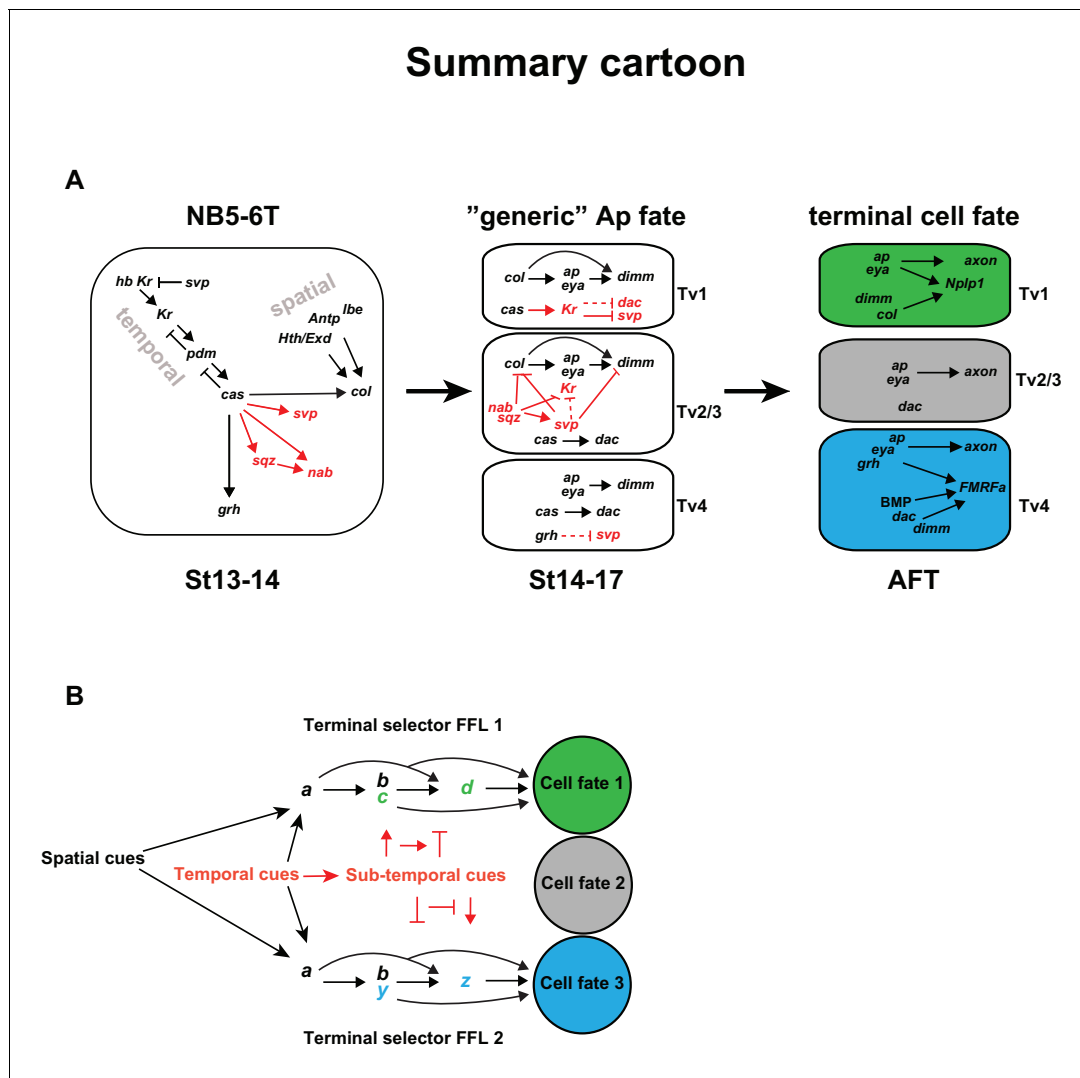 Summary cartoon
A
NB5-6T
"generic" Ap fate
terminal cell fate
hb Kr
svp
Kr
pdm
cas
temporal
spatial
lbe
Antp
Hth/Exd
col
svp
sqz
nab
grh
St13-14
col
ap
eya
dimm
cas
Kr
dac
svp
Tv1
col
ap
eya
dimm
Kr
nab
sqz
svp
cas
dac
Tv2/3
ap
eya
dimm
cas
dac
grh
svp
Tv4
St14-17
ap
eya
axon
Nplp1
dimm
col
Tv1
ap
eya
axon
dac
Tv2/3
ap
eya
axon
grh
FMRFa
BMP
dac
dimm
Tv4
AFT
B
Terminal selector FFL 1
a
b
c
d
Cell fate 1
Spatial cues
Temporal cues
Sub-temporal cues
Cell fate 2
a
b
y
z
Cell fate 3
Terminal selector FFL 2